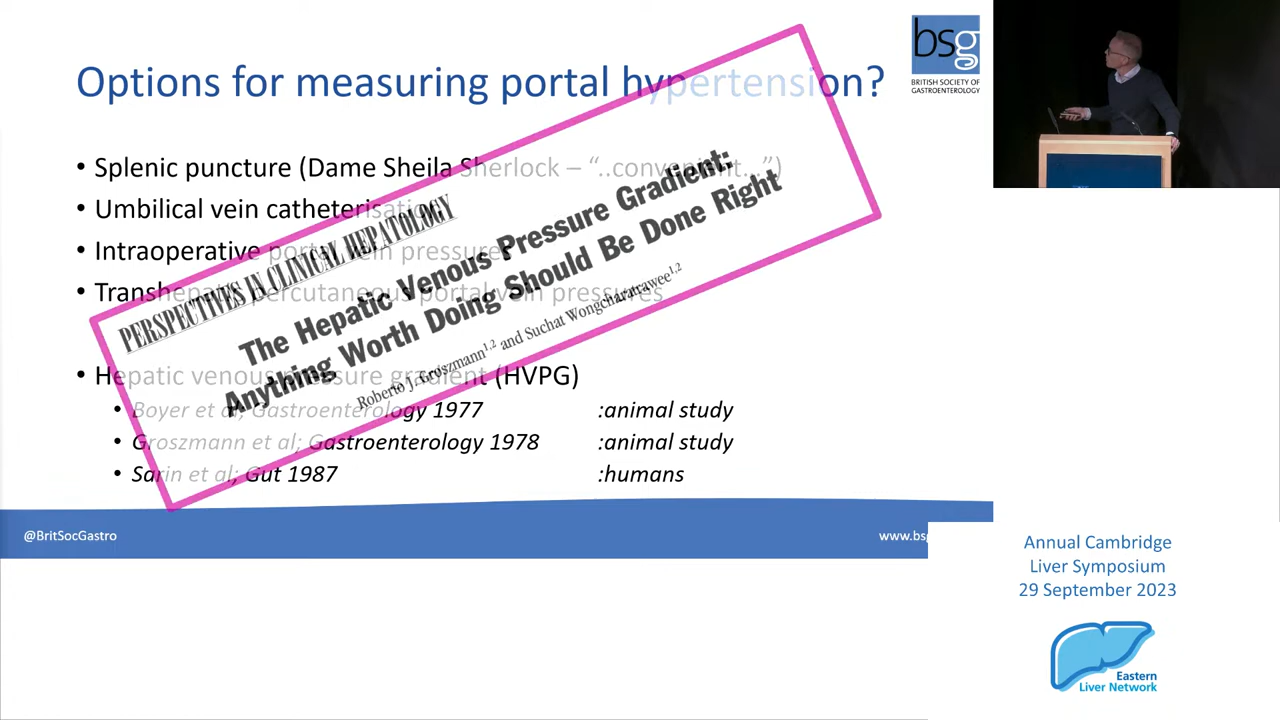 Options for measuring portal hypertension?
bsg
BRITISH SOCIETY OF
GASTROENTEROLOGY
• Splenic puncture (Dame Sheila Sherlock – “..convenient...”)
• Umbilical vein catheterisation
• Intraoperative portal vein pressures
• Transhepatic percutaneous portal vein pressures
PERSPECTIVES IN CLINICAL HEPATOLOGY
The Hepatic Venous Pressure Gradient:
Anything Worth Doing Should Be Done Right
Roberto J. Groszmann1,2 and Suchat Wongcharatrawee1,2
• Hepatic venous pressure gradient (HVPG)
• Boyer et al; Gastroenterology 1977 :animal study
• Groszmann et al; Gastroenterology 1978 :animal study
• Sarin et al; Gut 1987 :humans
@BritSocGastro
www.bsg
Annual Cambridge
Liver Symposium
29 September 2023
Eastern
Liver Network